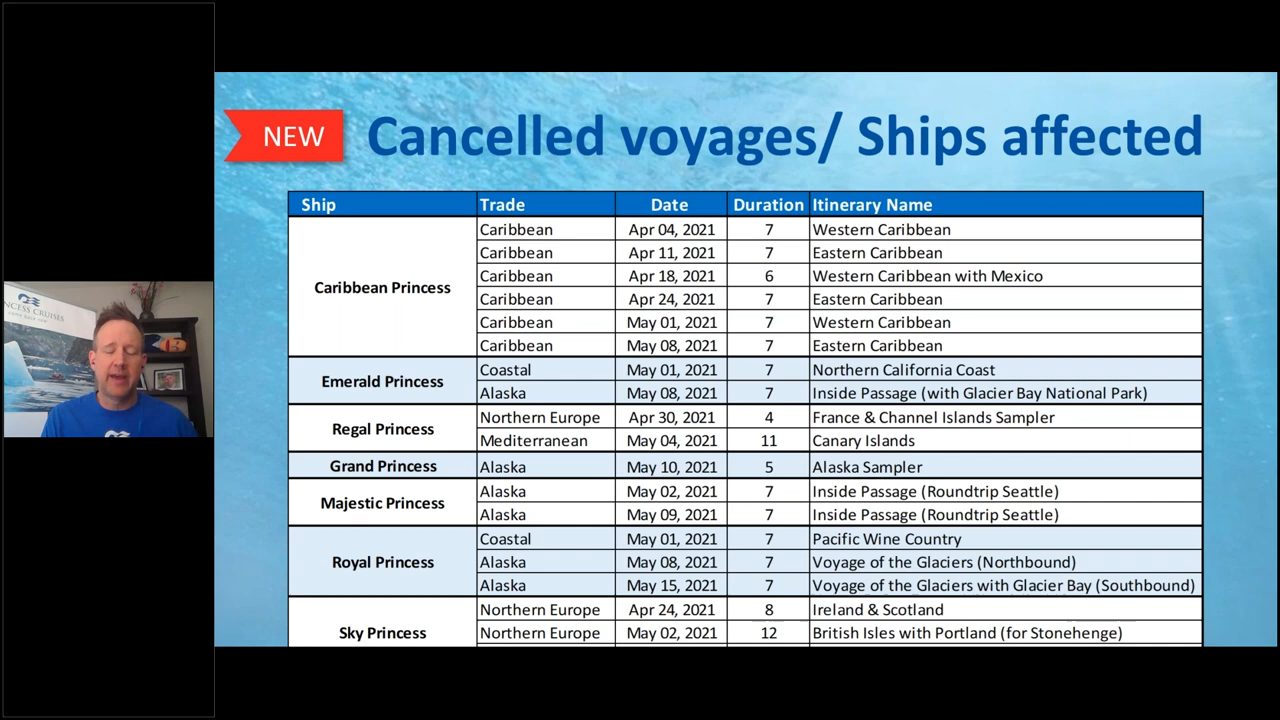 NEW
Cancelled voyages/ Ships affected
Ship Trade Date Duration Itinerary Name
Caribbean Apr 04, 2021 7 Western Caribbean
Caribbean Apr 11, 2021 7 Eastern Caribbean
Caribbean Princess
Caribbean Apr 18, 2021 6 Western Caribbean with Mexico
Caribbean Apr 24, 2021 7 Eastern Caribbean
Caribbean May 01, 2021 7 Western Caribbean
Caribbean May 08, 2021 7 Eastern Caribbean
Emerald Princess
Coastal May 01, 2021 7 Northern California Coast
Alaska May 08, 2021 7 Inside Passage (with Glacier Bay National Park)
Regal Princess
Northern Europe Apr 30, 2021 4 France & Channel Islands Sampler
Mediterranean May 04, 2021 11 Canary Islands
Grand Princess Alaska May 10, 2021 5 Alaska Sampler
Majestic Princess
Alaska May 02, 2021 7 Inside Passage (Roundtrip Seattle)
Alaska May 09, 2021 7 Inside Passage (Roundtrip Seattle)
Royal Princess
Coastal May 01, 2021 7 Pacific Wine Country
Alaska May 08, 2021 7 Voyage of the Glaciers (Northbound)
Alaska May 15, 2021 7 Voyage of the Glaciers with Glacier Bay (Southbound)
Sky Princess
Northern Europe Apr 24, 2021 8 Ireland & Scotland
Northern Europe May 02, 2021 12 British Isles with Portland (for Stonehenge)
NCESS CRUISES